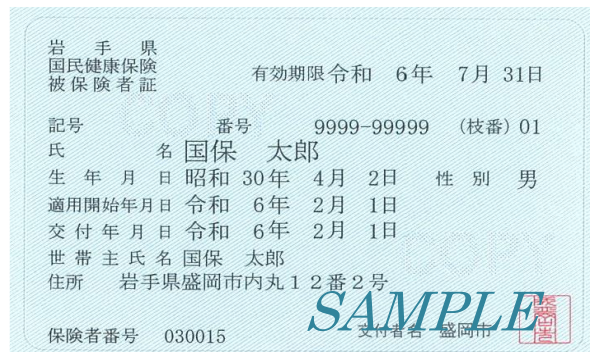 岩手県
国民健康保険
被保険者証
有効期限 令和 6年 7月 31日
記号 番号 9999-99999 (枝番) 01
氏名 国保 太郎
生年月日 昭和 30年 4月 2日 性別 男
適用開始年月日 令和 6年 2月 1日
交付年月日 令和 6年 2月 1日
世帯主氏名 国保 太郎
住所 岩手県盛岡市内丸12番2号
保険者番号 030015 交付者名 盛岡市
SAMPLE
COPY
COPY